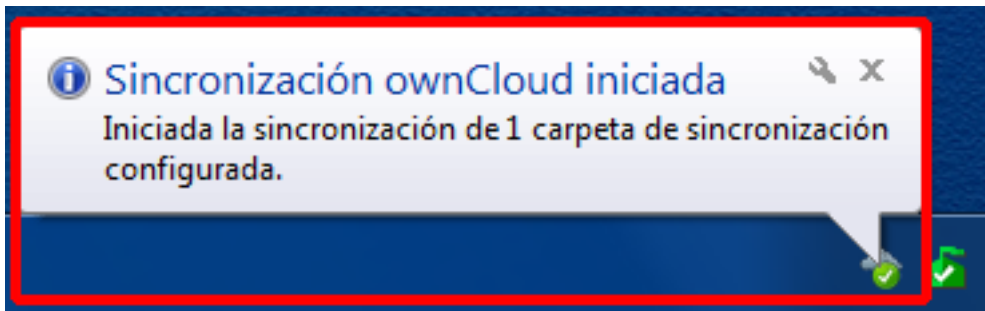 Sincronización ownCloud iniciada
Iniciada la sincronización de 1 carpeta de sincronización
configurada.